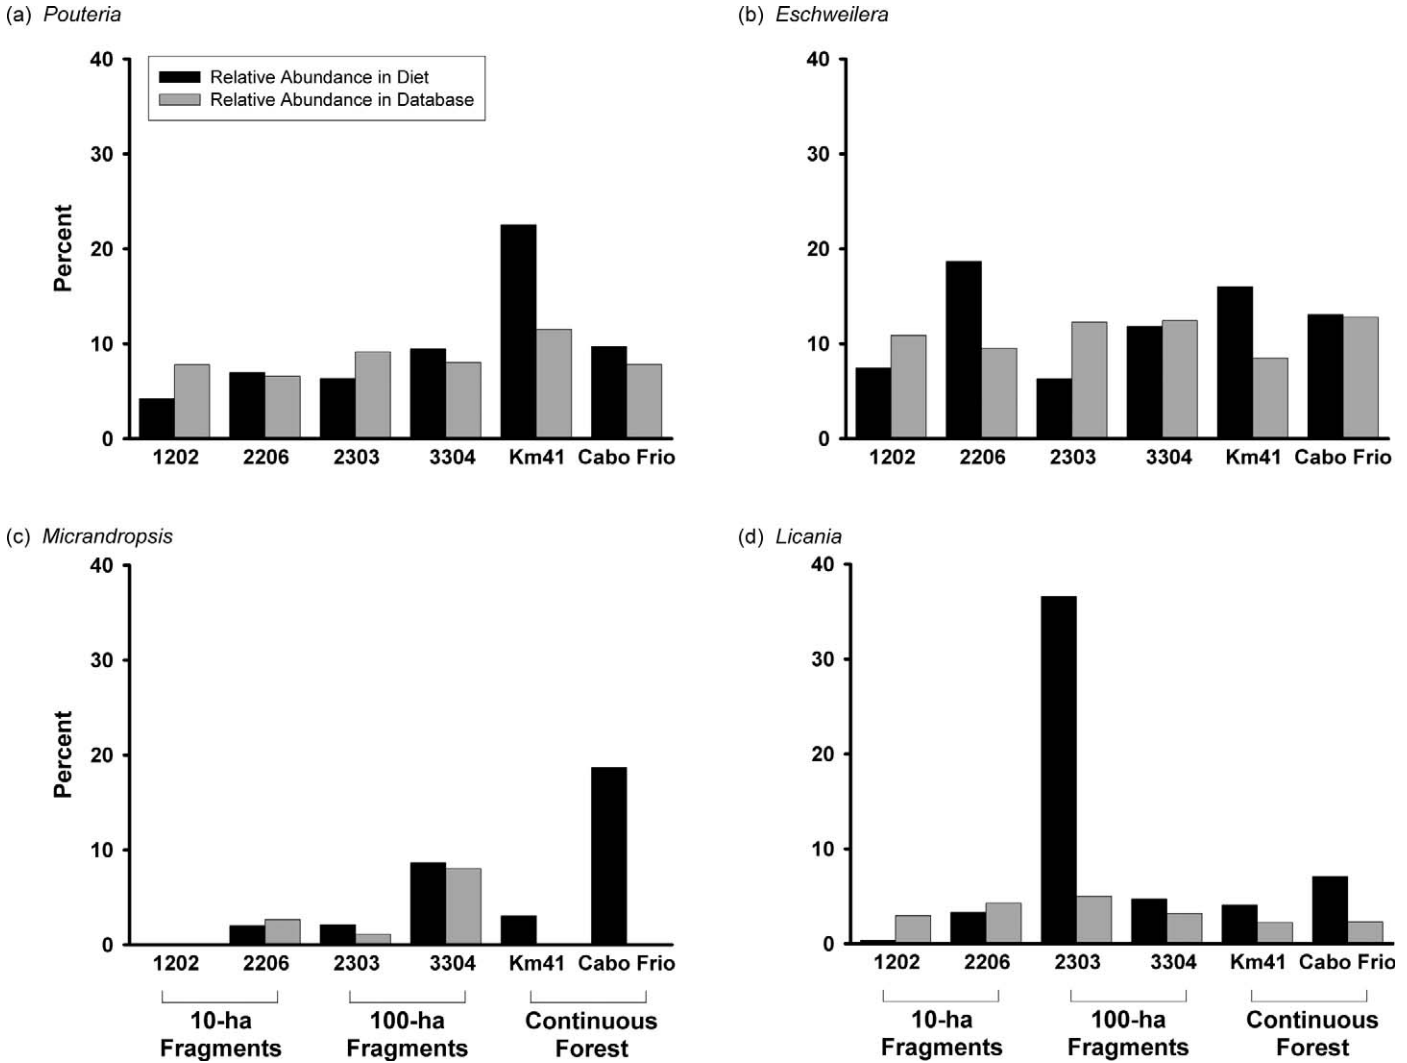 (a) Pouteria
40
30
20
10
0
Percent
Relative Abundance in Diet
Relative Abundance in Database
1202 2206 2303 3304 Km41 Cabo Frio
(b) Eschweilera
40
30
20
10
0
1202 2206 2303 3304 Km41 Cabo Frio
(c) Micrandropsis
40
30
20
10
0
Percent
1202 2206 2303 3304 Km41 Cabo Frio
10-ha
Fragments
100-ha
Fragments
Continuous
Forest
(d) Licania
40
30
20
10
0
1202 2206 2303 3304 Km41 Cabo Frio
10-ha
Fragments
100-ha
Fragments
Continuous
Forest